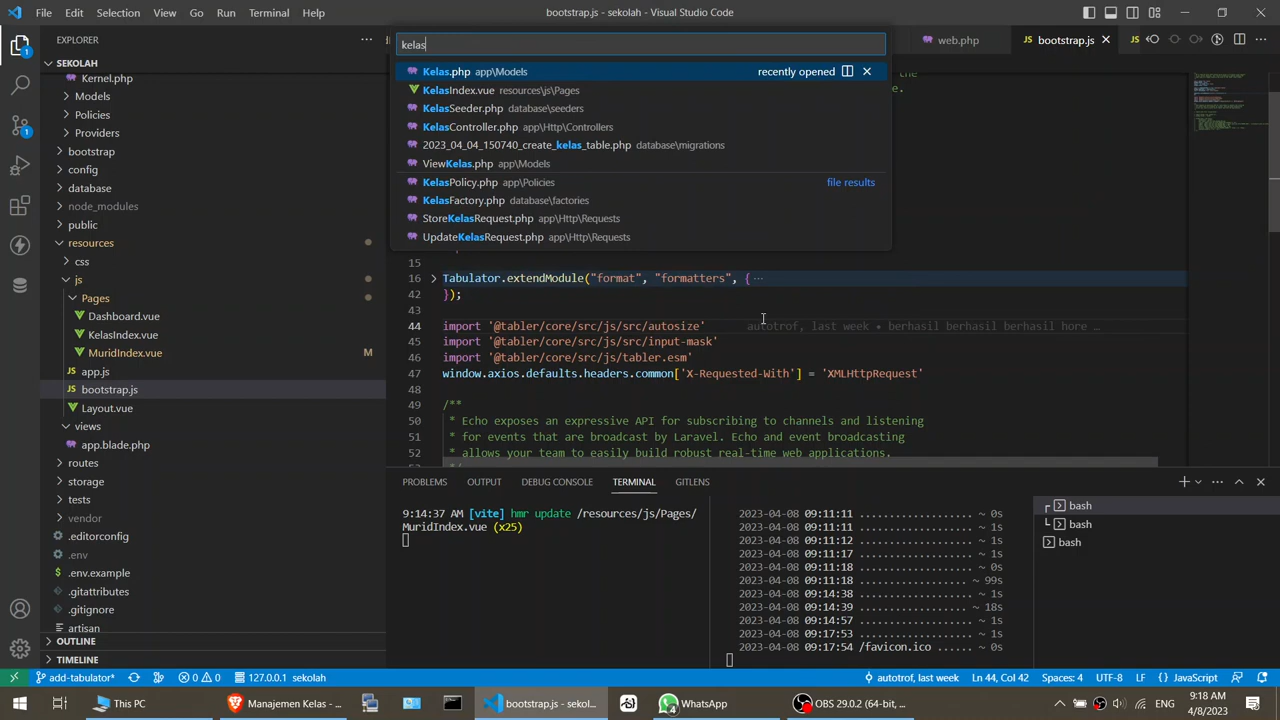 File Edit Selection View Go Run Terminal Help
bootstrap.js - sekolah - Visual Studio Code
EXPLORER
SEKOLAH
Kernel.php
Models
Policies
Providers
bootstrap
config
database
node_modules
public
resources
css
js
Pages
Dashboard.vue
KelasIndex.vue
MuridIndex.vue M
app.js
bootstrap.js
Layout.vue
views
app.blade.php
routes
storage
tests
vendor
.editorconfig
.env
.env.example
.gitattributes
.gitignore
artisan
OUTLINE
TIMELINE
web.php
JS bootstrap.js
JS
kelas
Kelas.php app\Models recently opened
KelasIndex.vue resources\js\Pages
KelasSeeder.php database\seeders
KelasController.php app\Http\Controllers
2023_04_04_150740_create_kelas_table.php database\migrations
ViewKelas.php app\Models
KelasPolicy.php app\Policies file results
KelasFactory.php database\factories
StoreKelasRequest.php app\Http\Requests
UpdateKelasRequest.php app\Http\Requests
the
e.
15
16 Tabulator.extendModule("format", "formatters", { ...
42 });
43
44 import '@tabler/core/src/js/src/autosize' autotrof, last week • berhasil berhasil berhasil hore …
45 import '@tabler/core/src/js/src/input-mask'
46 import '@tabler/core/src/js/tabler.esm'
47 window.axios.defaults.headers.common['X-Requested-With'] = 'XMLHttpRequest'
48
49 /**
50 * Echo exposes an expressive API for subscribing to channels and listening
51 * for events that are broadcast by Laravel. Echo and event broadcasting
52 * allows your team to easily build robust real-time web applications.
PROBLEMS OUTPUT DEBUG CONSOLE TERMINAL GITLENS
9:14:37 AM [vite] hmr update /resources/js/Pages/
MuridIndex.vue (x25)
2023-04-08 09:11:11 ................... ~ 0s
2023-04-08 09:11:11 ................... ~ 1s
2023-04-08 09:11:12 ................... ~ 1s
2023-04-08 09:11:17 ................... ~ 1s
2023-04-08 09:11:18 ................... ~ 0s
2023-04-08 09:11:18 .................. ~ 99s
2023-04-08 09:14:38 ................... ~ 1s
2023-04-08 09:14:39 .................. ~ 18s
2023-04-08 09:14:57 ................... ~ 1s
2023-04-08 09:17:53 ................... ~ 1s
2023-04-08 09:17:54 /favicon.ico ...... ~ 0s
bash
bash
bash
add-tabulator* 0 0 127.0.0.1 sekolah
autotrof, last week Ln 44, Col 42 Spaces: 4 UTF-8 LF JavaScript
This PC
Manajemen Kelas - ...
bootstrap.js - sekol...
WhatsApp
OBS 29.0.2 (64-bit, ...
ENG
9:18 AM
4/8/2023